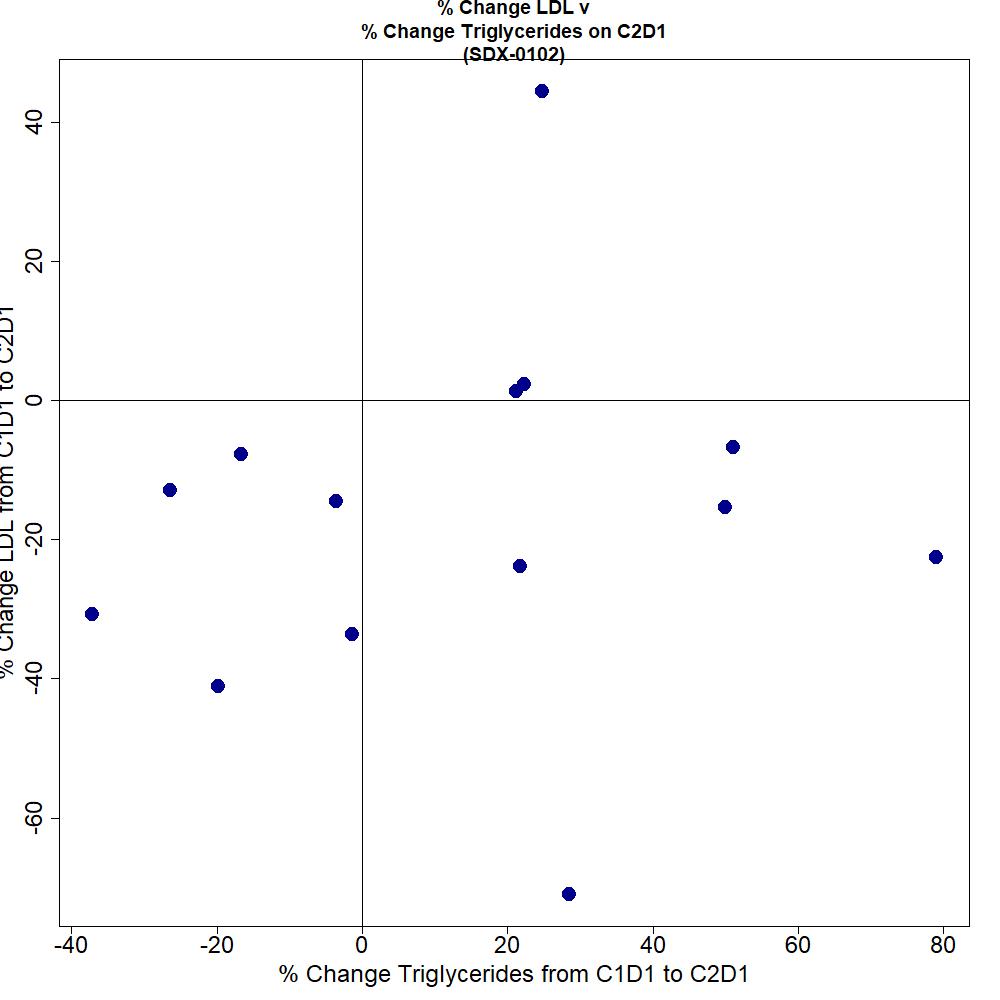 % Change LDL v
% Change Triglycerides on C2D1
(SDX-0102)
40
20
0
-20
-40
-60
% Change LDL from C1D1 to C2D1
-40 -20 0 20 40 60 80
% Change Triglycerides from C1D1 to C2D1